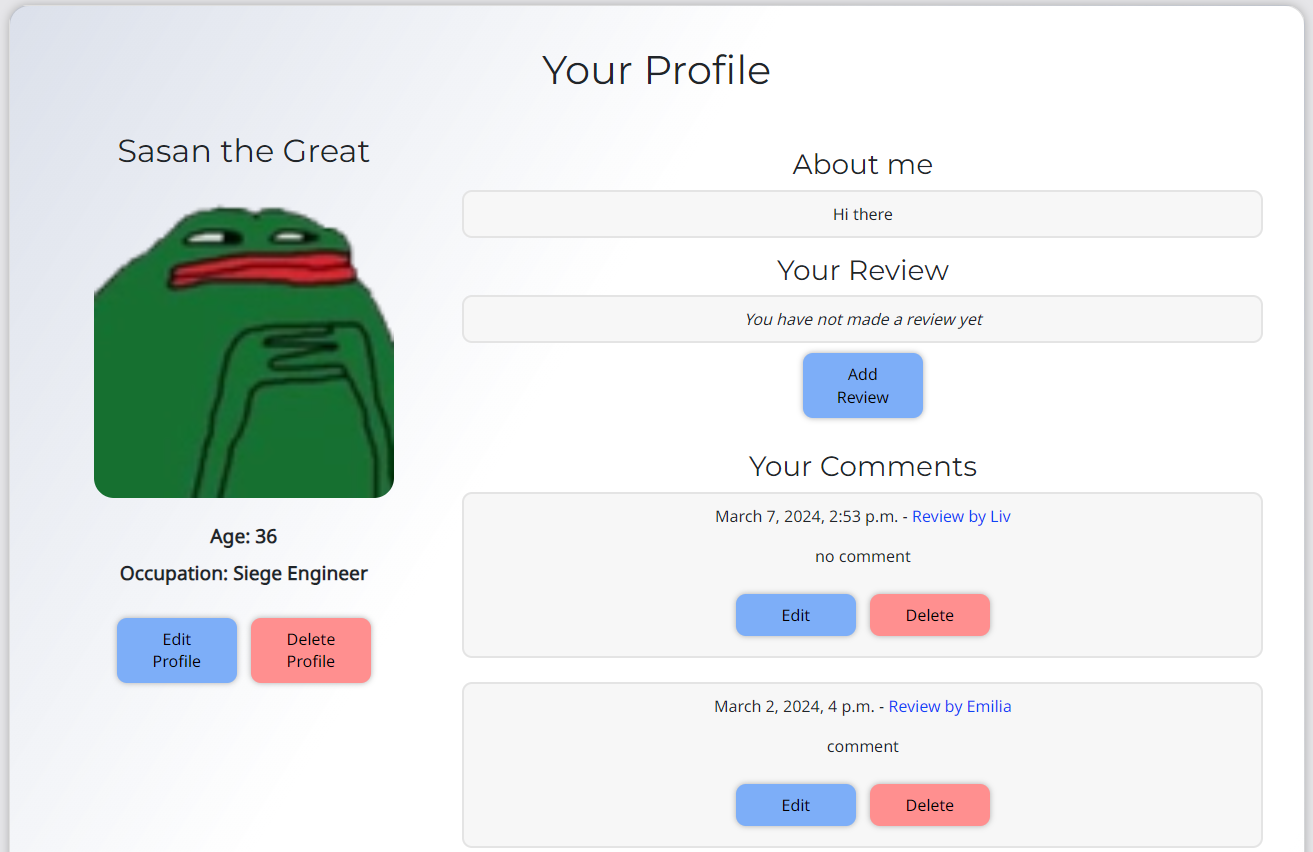 Your Profile
Sasan the Great
Age: 36
Occupation: Siege Engineer
Edit
Profile
Delete
Profile
About me
Hi there
Your Review
You have not made a review yet
Add
Review
Your Comments
March 7, 2024, 2:53 p.m. - Review by Liv
no comment
Edit
Delete
March 2, 2024, 4 p.m. - Review by Emilia
comment
Edit
Delete